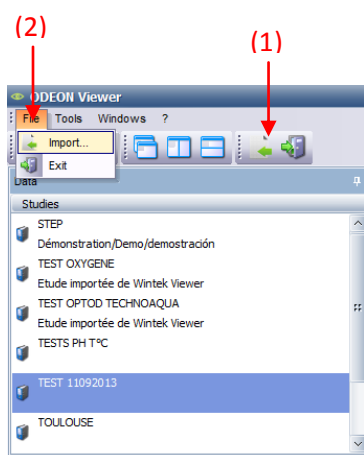 (2)
(1)
ODEON Viewer
File Tools Windows ?
Import...
Exit
Data
Studies
STEP
Démonstration/Demo/demostración
TEST OXYGENE
Etude importée de Wintek Viewer
TEST OPTOD TECHNOAQUA
Etude importée de Wintek Viewer
TESTS PH T°C
TEST 11092013
TOULOUSE